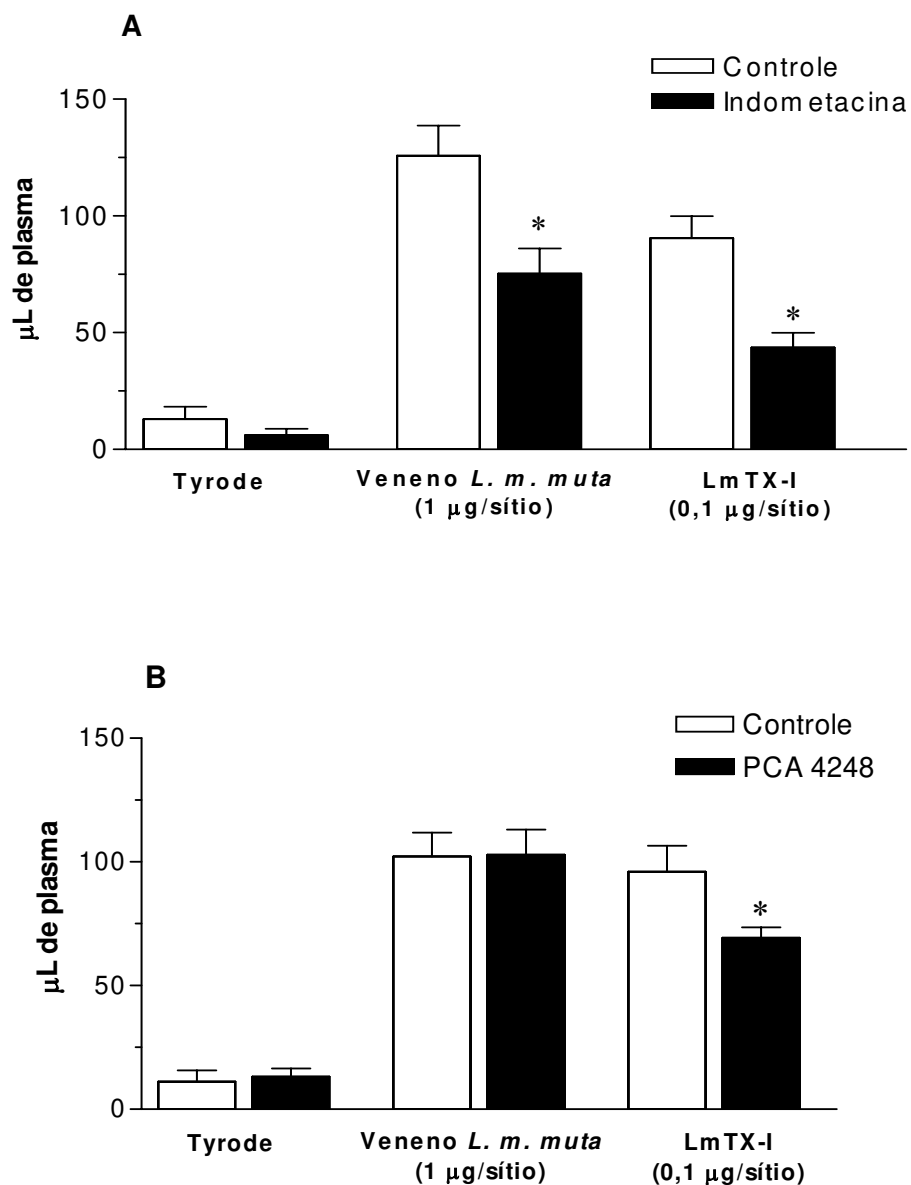 A
Controle
Indometacina
150
100
50
0
µL de plasma
*
*
Tyrode
Veneno L. m. muta
(1 µg/sítio)
LmTX-I
(0,1 µg/sítio)
B
Controle
PCA 4248
150
100
50
0
µL de plasma
*
Tyrode
Veneno L. m. muta
(1 µg/sítio)
LmTX-I
(0,1 µg/sítio)